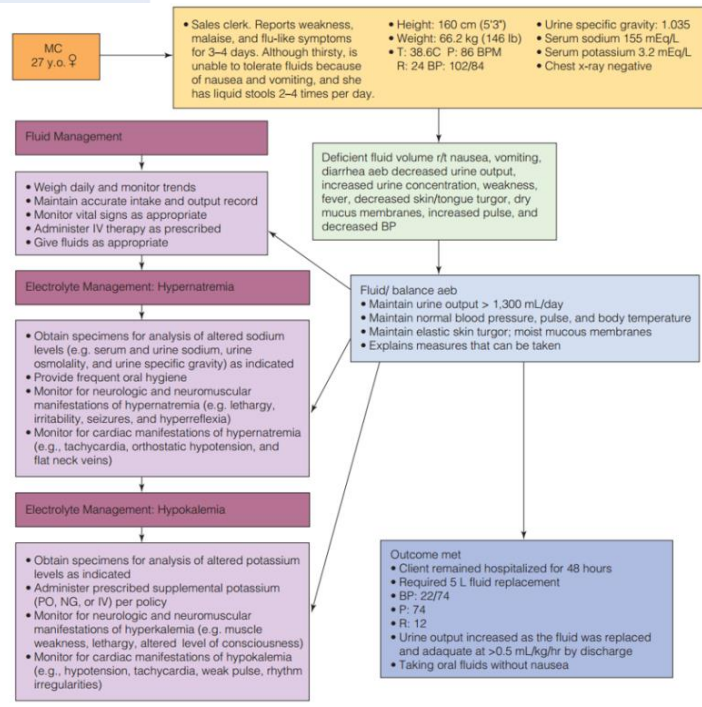 MC
27 y.o. ♀
• Sales clerk. Reports weakness,
malaise, and flu-like symptoms
for 3–4 days. Although thirsty, is
unable to tolerate fluids because
of nausea and vomiting, and she
has liquid stools 2–4 times per day.
• Height: 160 cm (5'3")
• Weight: 66.2 kg (146 lb)
• T: 38.6C P: 86 BPM
R: 24 BP: 102/84
• Urine specific gravity: 1.035
• Serum sodium 155 mEq/L
• Serum potassium 3.2 mEq/L
• Chest x-ray negative
Deficient fluid volume r/t nausea, vomiting,
diarrhea aeb decreased urine output,
increased urine concentration, weakness,
fever, decreased skin/tongue turgor, dry
mucus membranes, increased pulse, and
decreased BP
Fluid Management
• Weigh daily and monitor trends
• Maintain accurate intake and output record
• Monitor vital signs as appropriate
• Administer IV therapy as prescribed
• Give fluids as appropriate
Fluid/ balance aeb
• Maintain urine output > 1,300 mL/day
• Maintain normal blood pressure, pulse, and body temperature
• Maintain elastic skin turgor; moist mucous membranes
• Explains measures that can be taken
Electrolyte Management: Hypernatremia
• Obtain specimens for analysis of altered sodium
levels (e.g. serum and urine sodium, urine
osmolality, and urine specific gravity) as indicated
• Provide frequent oral hygiene
• Monitor for neurologic and neuromuscular
manifestations of hypernatremia (e.g. lethargy,
irritability, seizures, and hyperreflexia)
• Monitor for cardiac manifestations of hypernatremia
(e.g., tachycardia, orthostatic hypotension, and
flat neck veins)
Electrolyte Management: Hypokalemia
• Obtain specimens for analysis of altered potassium
levels as indicated
• Administer prescribed supplemental potassium
(PO, NG, or IV) per policy
• Monitor for neurologic and neuromuscular
manifestations of hyperkalemia (e.g. muscle
weakness, lethargy, altered level of consciousness)
• Monitor for cardiac manifestations of hypokalemia
(e.g., hypotension, tachycardia, weak pulse, rhythm
irregularities)
Outcome met
• Client remained hospitalized for 48 hours
• Required 5 L fluid replacement
• BP: 22/74
• P: 74
• R: 12
• Urine output increased as the fluid was replaced
and adaquate at >0.5 mL/kg/hr by discharge
• Taking oral fluids without nausea